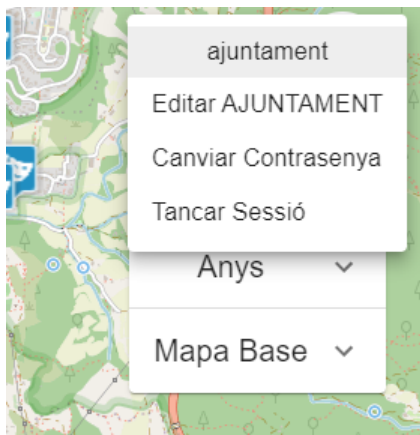 ajuntament
Editar AJUNTAMENT
Canviar Contrasenya
Tancar Sessió
Anys
Mapa Base